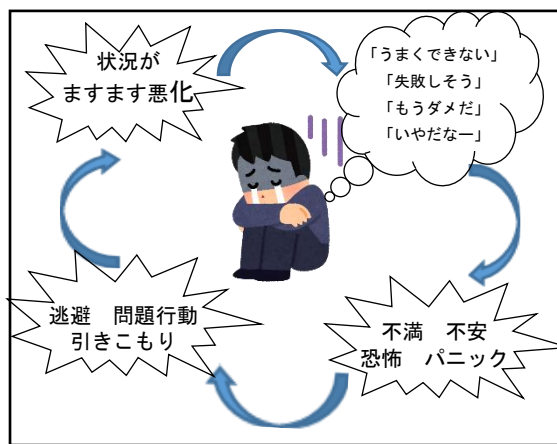 状況が
ますます悪化
「うまくできない」
「失敗しそう」
「もうダメだ」
「いやだなー」
不満　不安
恐怖　パニック
逃避　問題行動
引きこもり